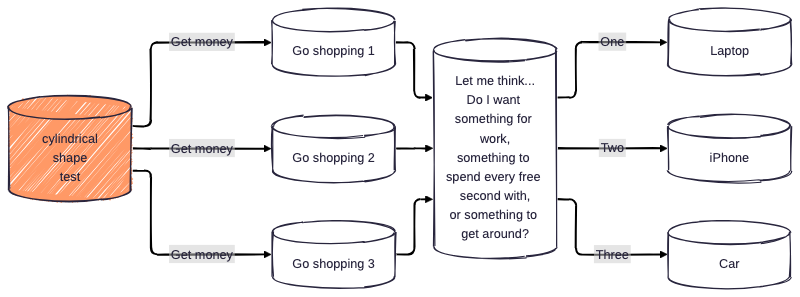 cylindrical
shape
test
Get money
Get money
Get money
Go shopping 1
Go shopping 2
Go shopping 3
Let me think...
Do I want
something for
work,
something to
spend every free
second with,
or something to
get around?
One
Two
Three
Laptop
iPhone
Car